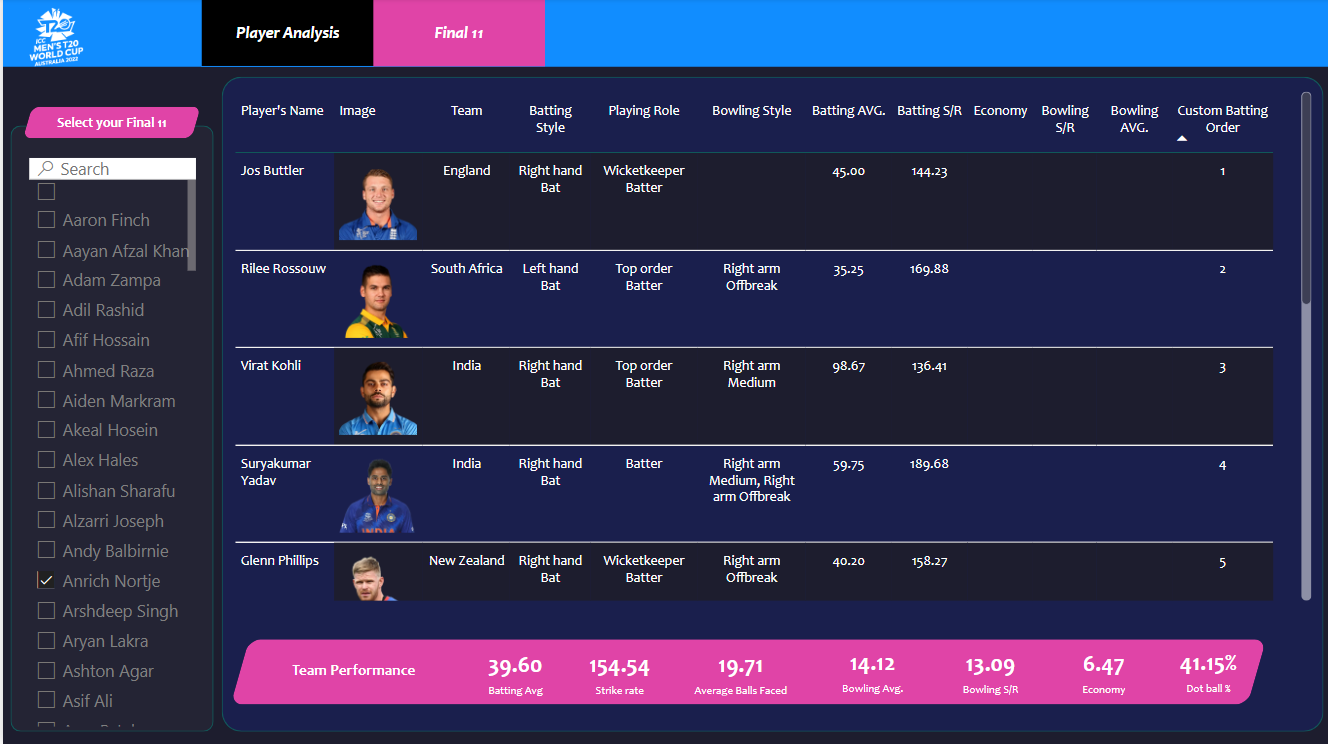 T20
ICC
MEN'S T20
WORLD CUP
AUSTRALIA 2022
Player Analysis
Final 11
Select your Final 11
Search
Aaron Finch
Aayan Afzal Khan
Adam Zampa
Adil Rashid
Afif Hossain
Ahmed Raza
Aiden Markram
Akeal Hosein
Alex Hales
Alishan Sharafu
Alzarri Joseph
Andy Balbirnie
Anrich Nortje
Arshdeep Singh
Aryan Lakra
Ashton Agar
Asif Ali
Player's Name Image Team Batting Style Playing Role Bowling Style Batting AVG. Batting S/R Economy Bowling S/R Bowling AVG. Custom Batting Order
Jos Buttler England Right hand Bat Wicketkeeper Batter 45.00 144.23 1
Rilee Rossouw South Africa Left hand Bat Top order Batter Right arm Offbreak 35.25 169.88 2
Virat Kohli India Right hand Bat Top order Batter Right arm Medium 98.67 136.41 3
Suryakumar Yadav India Right hand Bat Batter Right arm Medium, Right arm Offbreak 59.75 189.68 4
INDIA
Glenn Phillips New Zealand Right hand Bat Wicketkeeper Batter Right arm Offbreak 40.20 158.27 5
Team Performance
39.60 154.54 19.71 14.12 13.09 6.47 41.15%
Batting Avg Strike rate Average Balls Faced Bowling Avg. Bowling S/R Economy Dot ball %